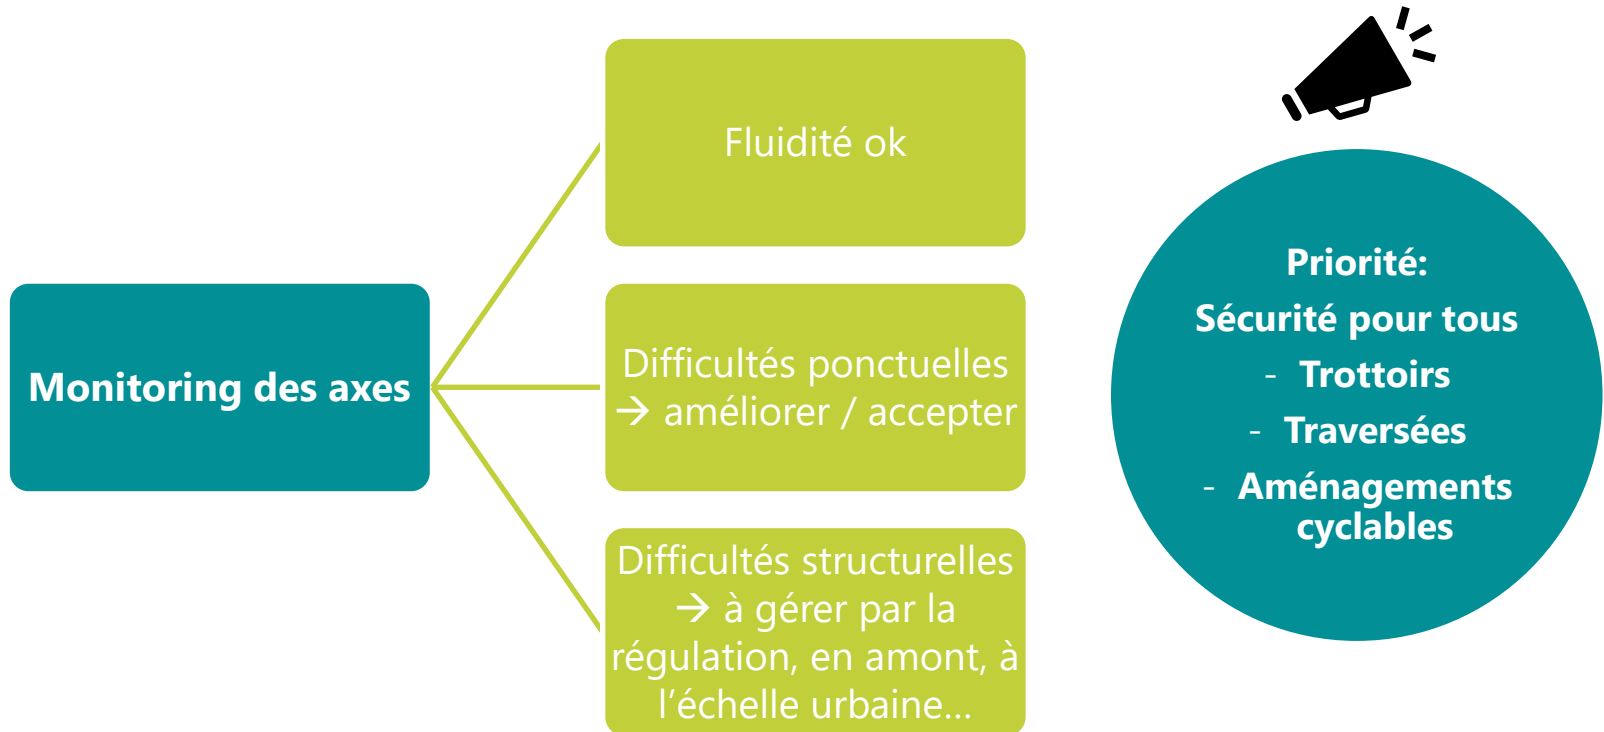 Monitoring des axes
Fluidité ok
Difficultés ponctuelles
→ améliorer / accepter
Difficultés structurelles
→ à gérer par la
régulation, en amont, à
l’échelle urbaine…
Priorité:
Sécurité pour tous
- Trottoirs
- Traversées
- Aménagements
cyclables